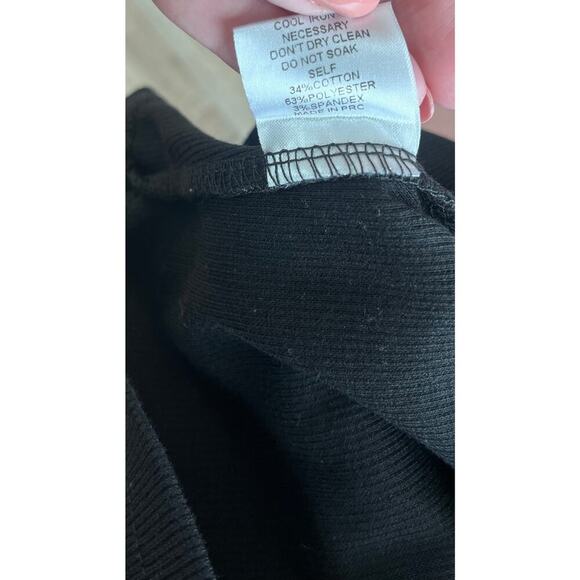 COOL IRON
NECESSARY
DON'T DRY CLEAN
DO NOT SOAK
SELF
34%COTTON
63%POLYESTER
3%SPANDEX
MADE IN PRC